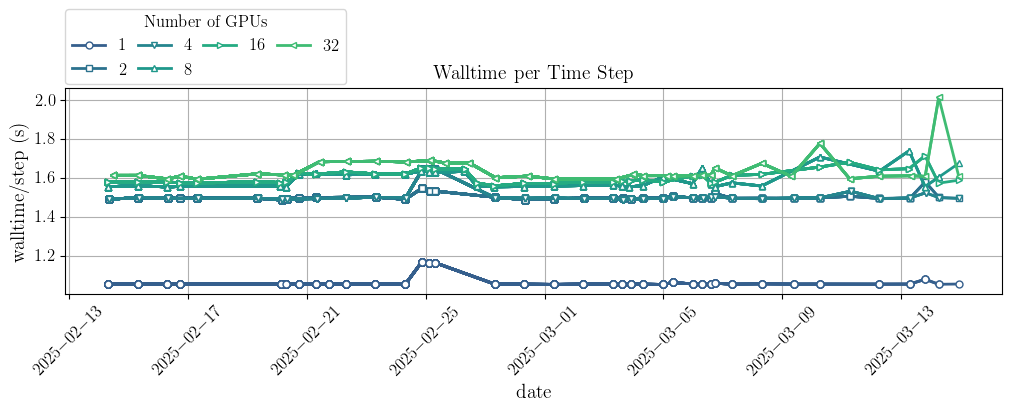 Number of GPUs
1 4 16 32
2 8
Walltime per Time Step
walltime/step (s)
2.0
1.8
1.6
1.4
1.2
2025−02−13
2025−02−17
2025−02−21
2025−02−25
2025−03−01
2025−03−05
2025−03−09
2025−03−13
date